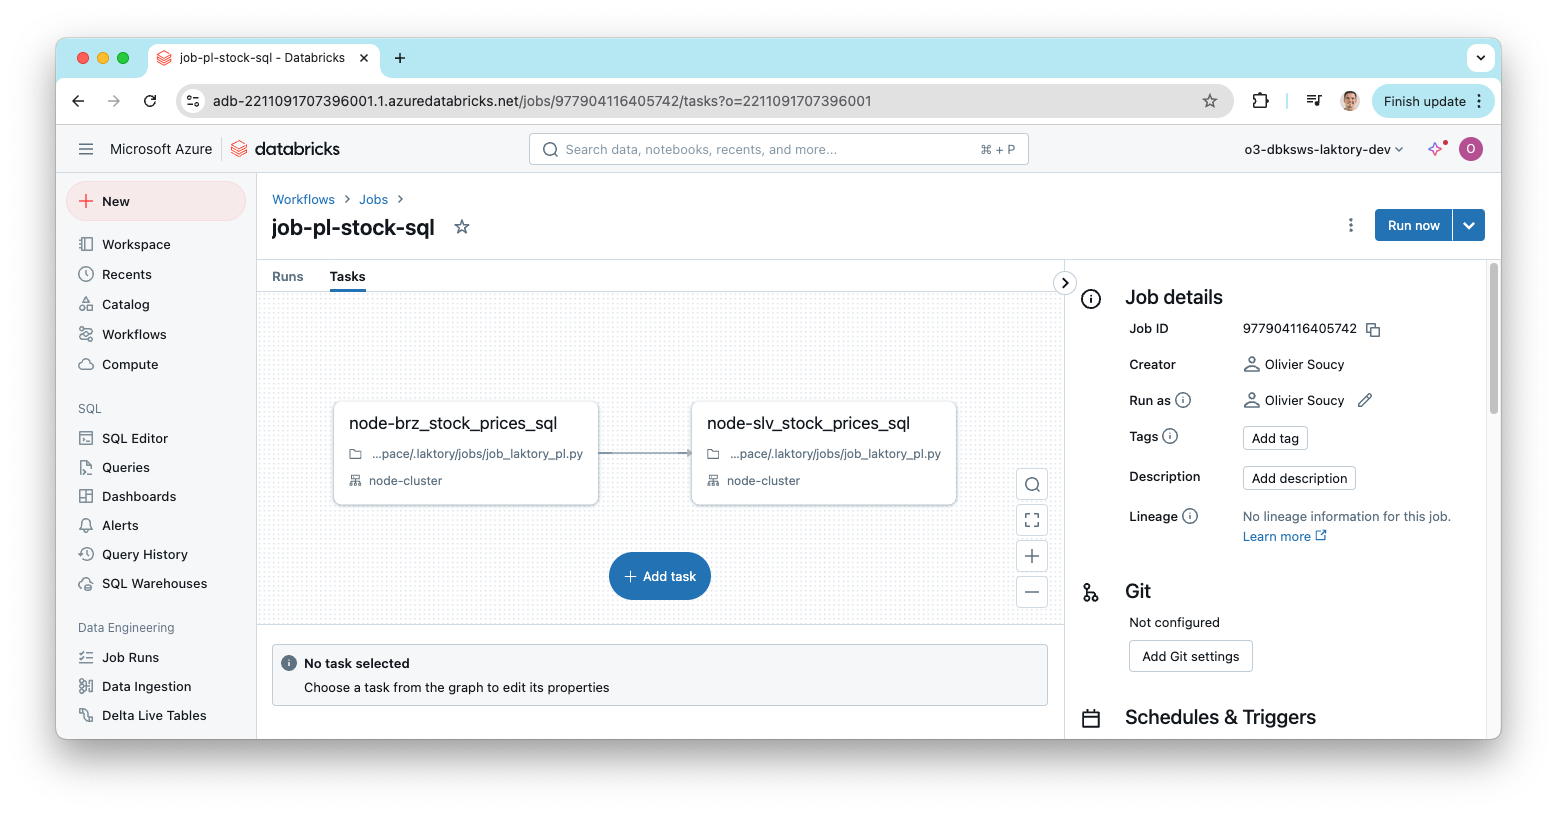 job-pl-stock-sql - Databricks
adb-2211091707396001.1.azuredatabricks.net/jobs/977904116405742/tasks?o=2211091707396001
Finish update
Microsoft Azure
databricks
Search data, notebooks, recents, and more...
⌘ + P
o3-dbksws-laktory-dev
O
New
Workspace
Recents
Catalog
Workflows
Compute
SQL
SQL Editor
Queries
Dashboards
Alerts
Query History
SQL Warehouses
Data Engineering
Job Runs
Data Ingestion
Delta Live Tables
Workflows > Jobs >
job-pl-stock-sql
Run now
Runs
Tasks
node-brz_stock_prices_sql
...pace/.laktory/jobs/job_laktory_pl.py
node-cluster
node-slv_stock_prices_sql
...pace/.laktory/jobs/job_laktory_pl.py
node-cluster
+ Add task
No task selected
Choose a task from the graph to edit its properties
Job details
Job ID 977904116405742
Creator Olivier Soucy
Run as Olivier Soucy
Tags Add tag
Description Add description
Lineage No lineage information for this job.
Learn more
Git
Not configured
Add Git settings
Schedules & Triggers